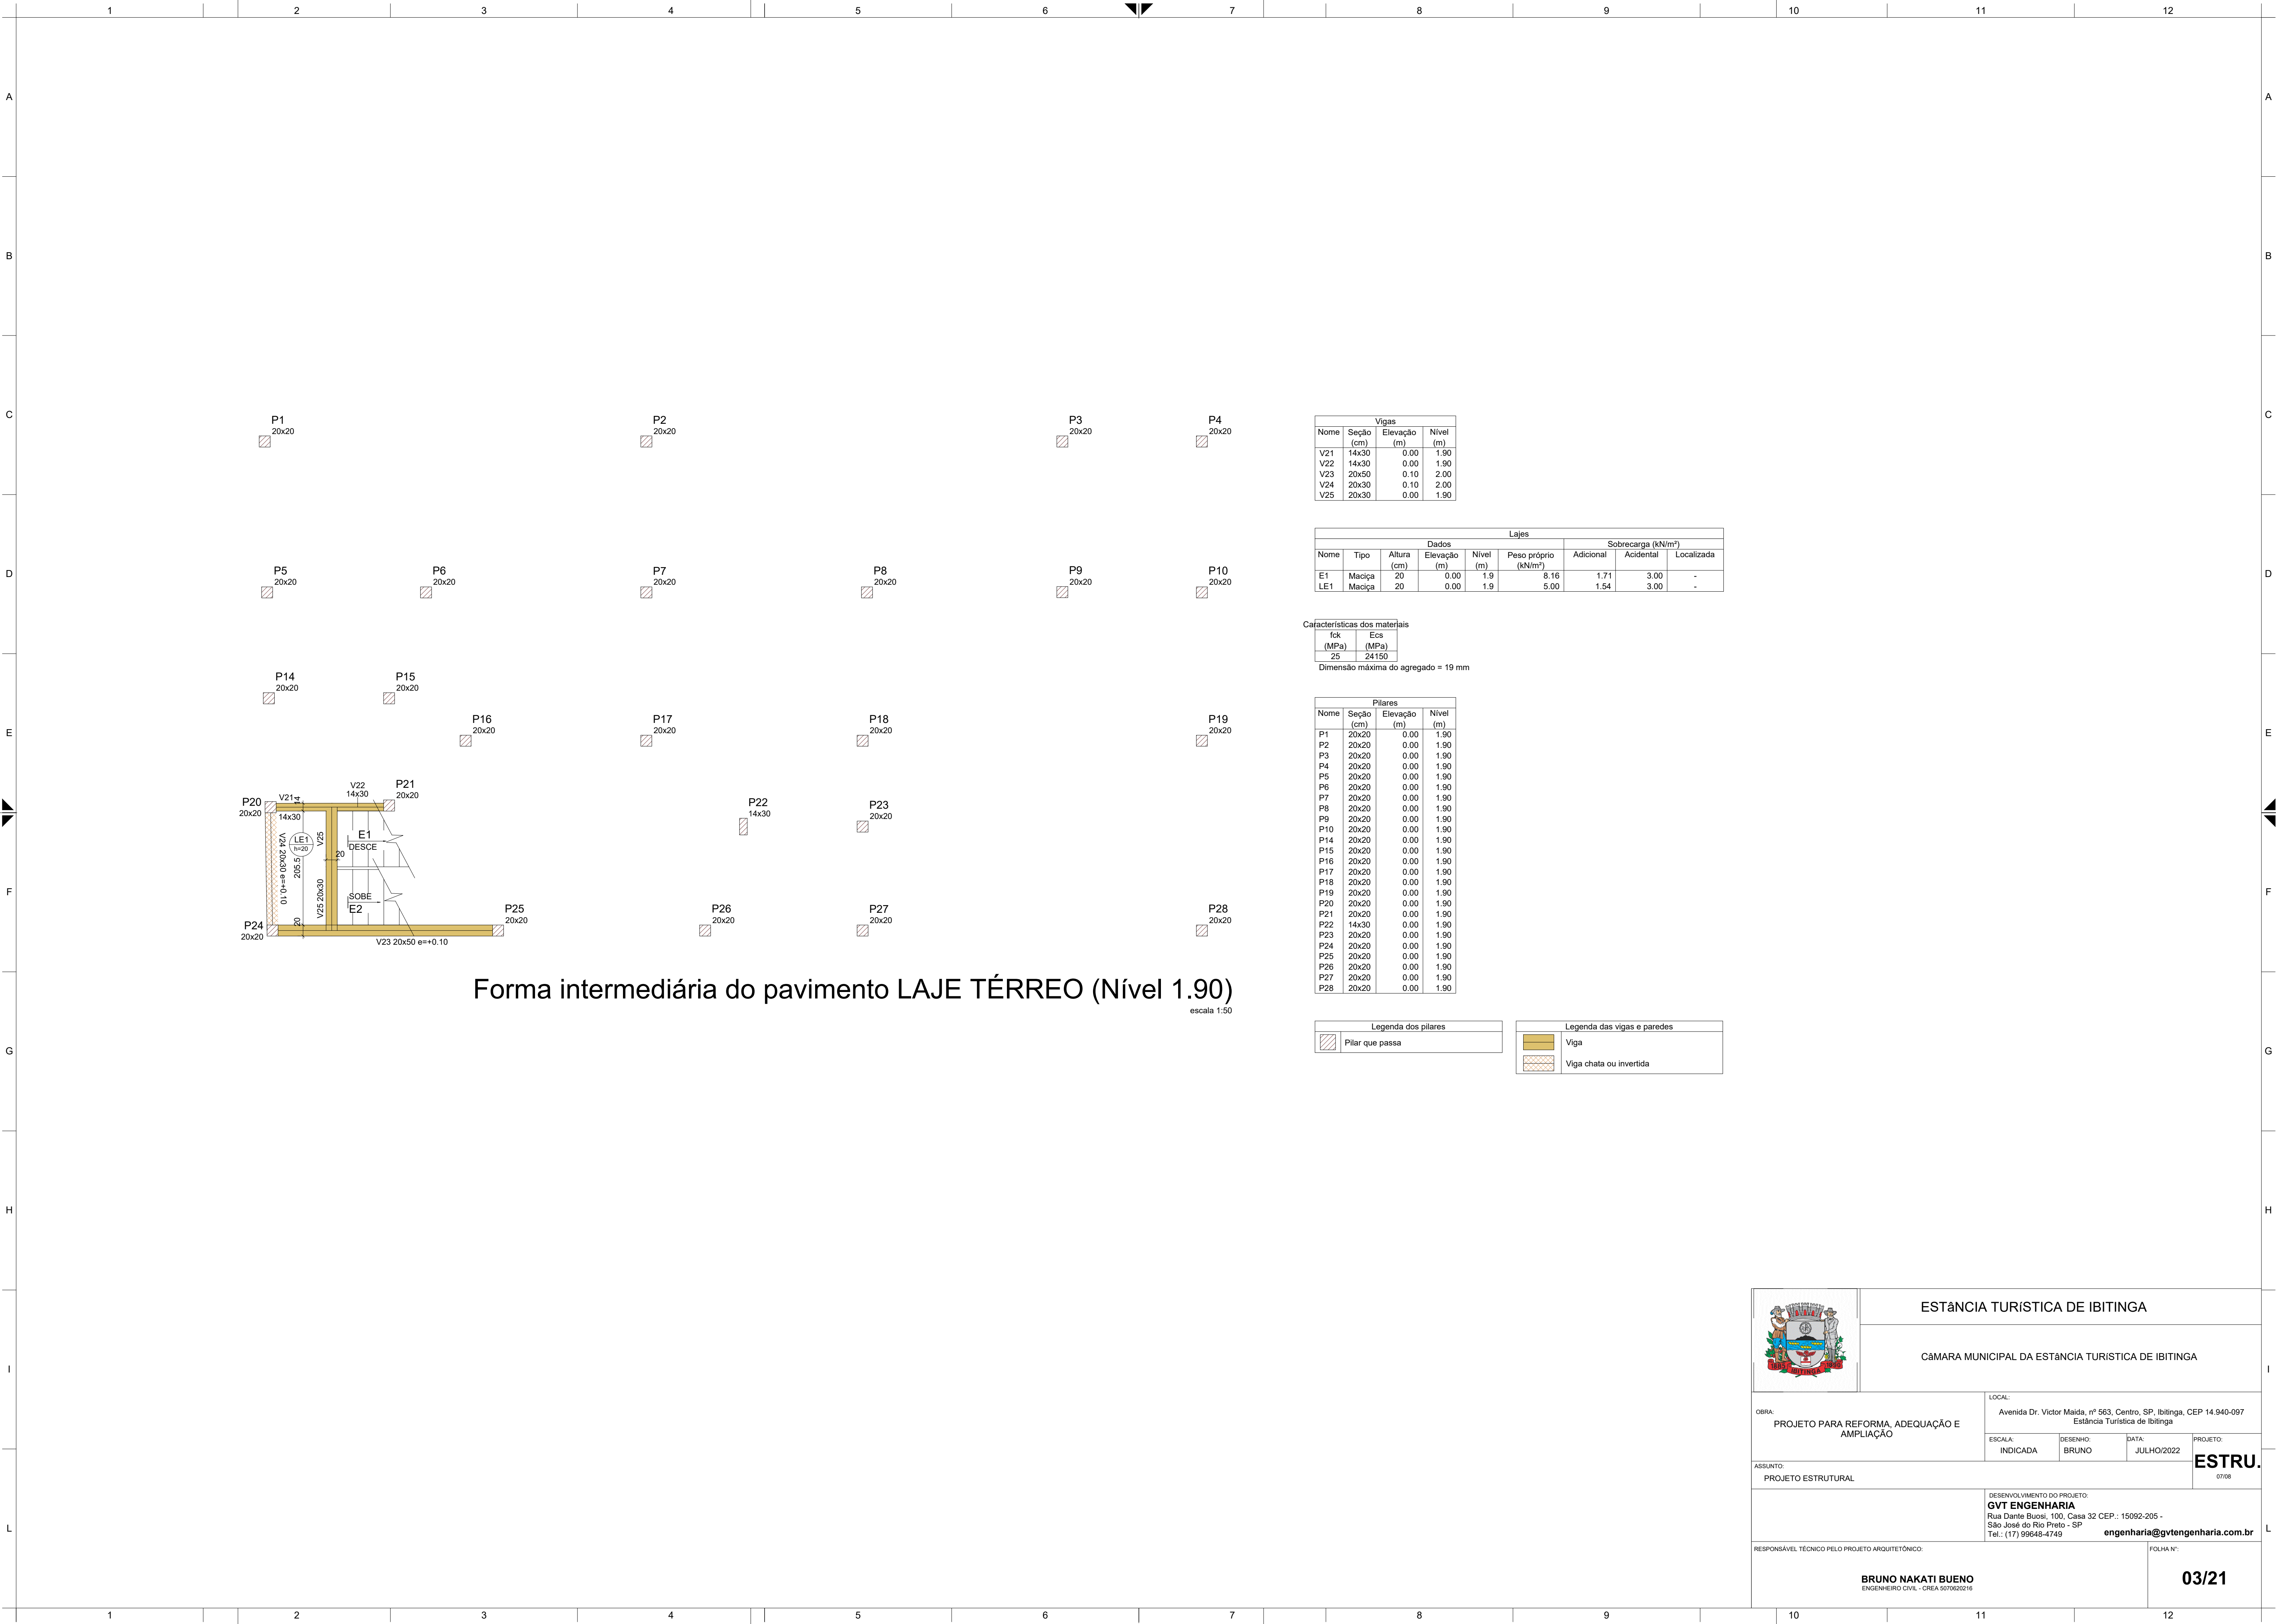 1 2 3 4 5 6 7 8 9 10 11 12
A A
B B
C C
D D
E E
F F
G G
H H
I I
L L
P1
20x20
P2
20x20
P3
20x20
P4
20x20
P5
20x20
P6
20x20
P7
20x20
P8
20x20
P9
20x20
P10
20x20
P14
20x20
P15
20x20
P16
20x20
P17
20x20
P18
20x20
P19
20x20
P20
20x20
V21
14x30
14
V22
14x30
P21
20x20
P22
14x30
P23
20x20
V24 20x30 e=+0.10
LE1
h=20
205.5
V25
V25 20x30
20
E1
DESCE
SOBE
E2
20
P24
20x20
P25
20x20
V23 20x50 e=+0.10
P26
20x20
P27
20x20
P28
20x20
Forma intermediária do pavimento LAJE TÉRREO (Nível 1.90)
escala 1:50
Vigas
Nome Seção Elevação Nível
(cm) (m) (m)
V21 14x30 0.00 1.90
V22 14x30 0.00 1.90
V23 20x50 0.10 2.00
V24 20x30 0.10 2.00
V25 20x30 0.00 1.90
Lajes
Dados Sobrecarga (kN/m²)
Nome Tipo Altura Elevação Nível Peso próprio Adicional Acidental Localizada
(cm) (m) (m) (kN/m²)
E1 Maciça 20 0.00 1.9 8.16 1.71 3.00 -
LE1 Maciça 20 0.00 1.9 5.00 1.54 3.00 -
Características dos materiais
fck Ecs
(MPa) (MPa)
25 24150
Dimensão máxima do agregado = 19 mm
Pilares
Nome Seção Elevação Nível
(cm) (m) (m)
P1 20x20 0.00 1.90
P2 20x20 0.00 1.90
P3 20x20 0.00 1.90
P4 20x20 0.00 1.90
P5 20x20 0.00 1.90
P6 20x20 0.00 1.90
P7 20x20 0.00 1.90
P8 20x20 0.00 1.90
P9 20x20 0.00 1.90
P10 20x20 0.00 1.90
P14 20x20 0.00 1.90
P15 20x20 0.00 1.90
P16 20x20 0.00 1.90
P17 20x20 0.00 1.90
P18 20x20 0.00 1.90
P19 20x20 0.00 1.90
P20 20x20 0.00 1.90
P21 20x20 0.00 1.90
P22 14x30 0.00 1.90
P23 20x20 0.00 1.90
P24 20x20 0.00 1.90
P25 20x20 0.00 1.90
P26 20x20 0.00 1.90
P27 20x20 0.00 1.90
P28 20x20 0.00 1.90
Legenda dos pilares
Pilar que passa
Legenda das vigas e paredes
Viga
Viga chata ou invertida
1885 IBITINGA 1890
ESTâNCIA TURíSTICA DE IBITINGA
CâMARA MUNICIPAL DA ESTâNCIA TURíSTICA DE IBITINGA
OBRA:
PROJETO PARA REFORMA, ADEQUAÇÃO E
AMPLIAÇÃO
LOCAL:
Avenida Dr. Victor Maida, nº 563, Centro, SP, Ibitinga, CEP 14.940-097
Estância Turística de Ibitinga
ESCALA:
INDICADA
DESENHO:
BRUNO
DATA:
JULHO/2022
PROJETO:
ESTRU.
07/08
ASSUNTO:
PROJETO ESTRUTURAL
DESENVOLVIMENTO DO PROJETO:
GVT ENGENHARIA
Rua Dante Buosi, 100, Casa 32 CEP.: 15092-205 -
São José do Rio Preto - SP
Tel.: (17) 99648-4749 engenharia@gvtengenharia.com.br
RESPONSÁVEL TÉCNICO PELO PROJETO ARQUITETÔNICO:
BRUNO NAKATI BUENO
ENGENHEIRO CIVIL - CREA 5070620216
FOLHA N°:
03/21
1 2 3 4 5 6 7 8 9 10 11 12